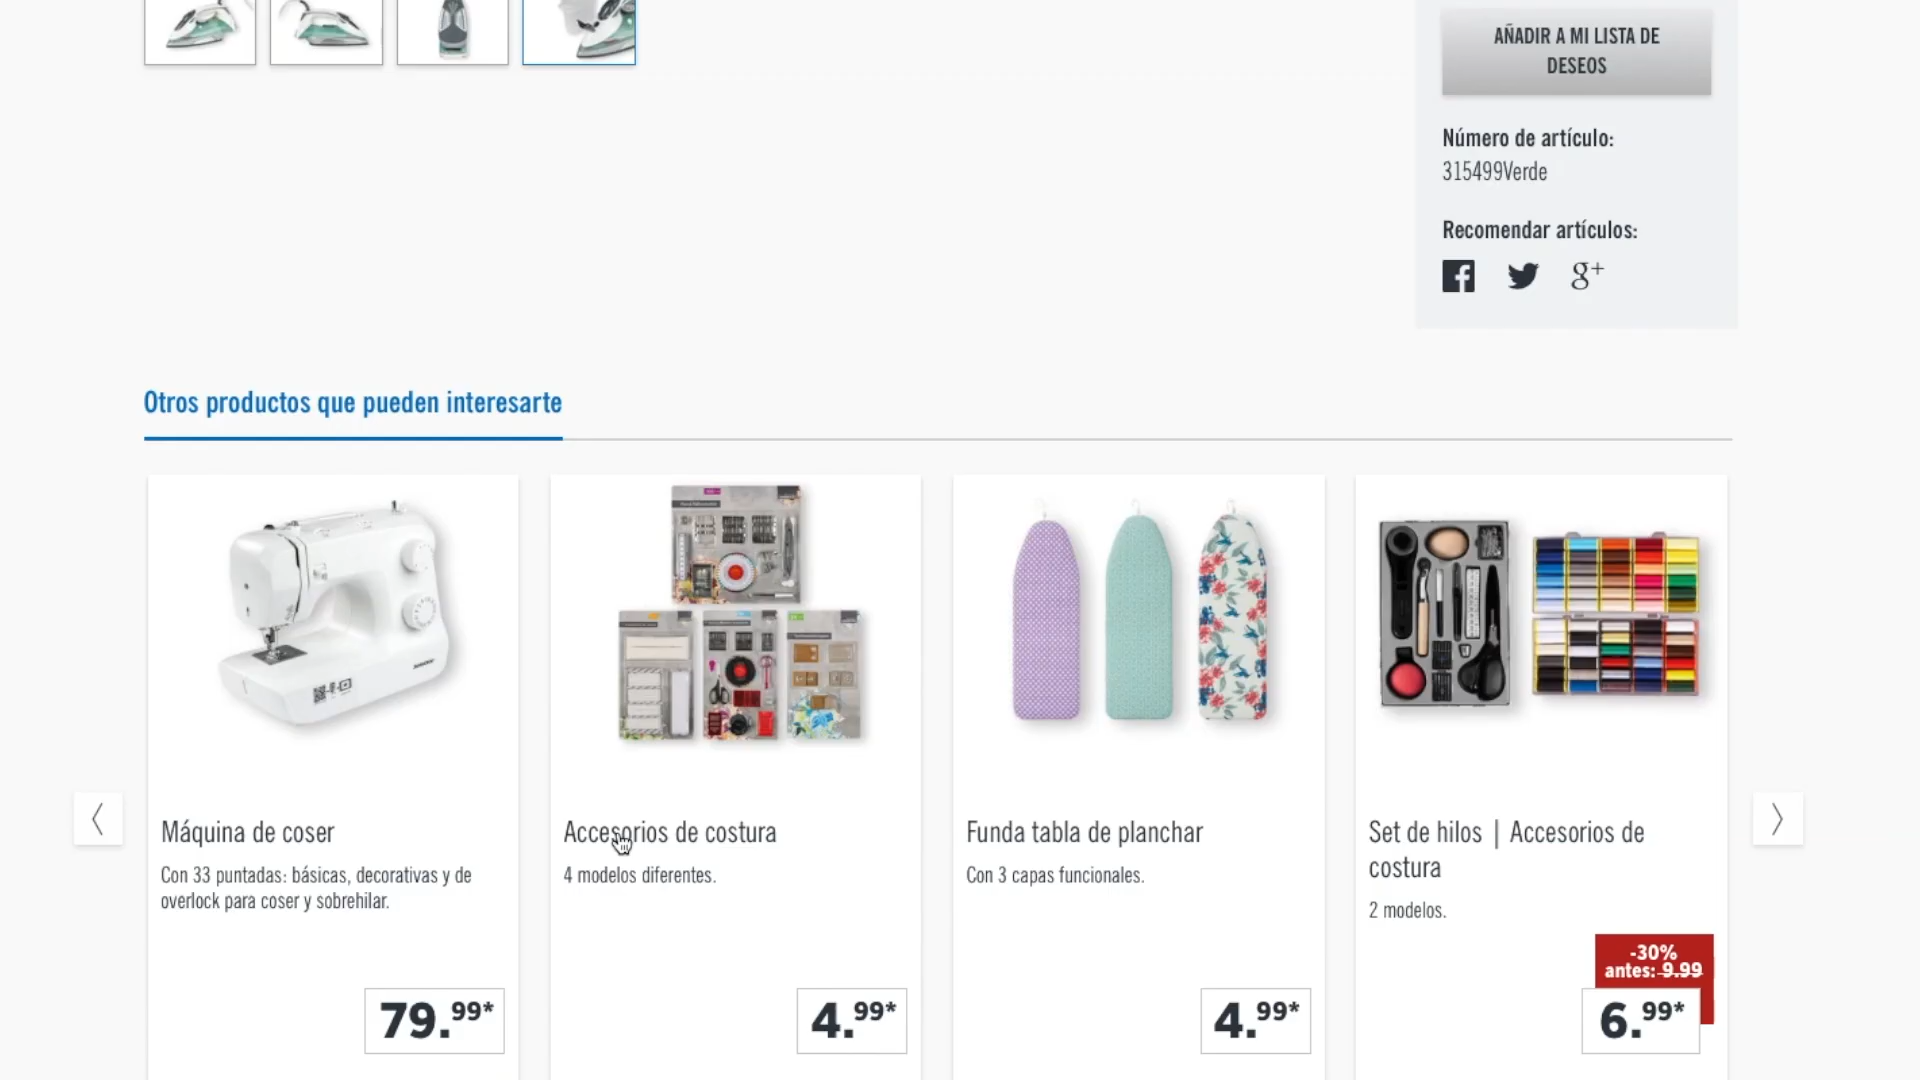 AÑADIR A MI LISTA DE
DESEOS
Número de artículo:
315499Verde
Recomendar artículos:
Otros productos que pueden interesarte
Máquina de coser
Con 33 puntadas: básicas, decorativas y de
overlock para coser y sobrehilar.
79.99*
Accesorios de costura
4 modelos diferentes.
4.99*
Funda tabla de planchar
Con 3 capas funcionales.
4.99*
Set de hilos | Accesorios de
costura
2 modelos.
-30%
antes: 9.99
6.99*